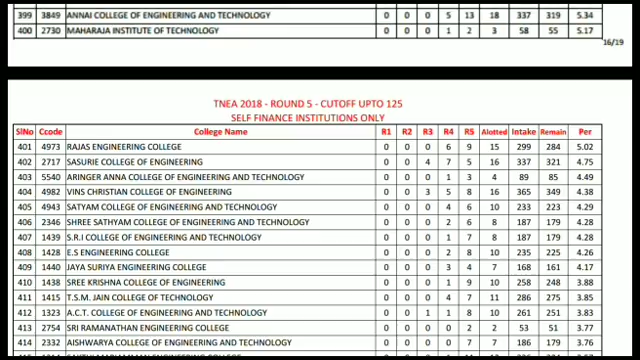 399 3849 ANNAI COLLEGE OF ENGINEERING AND TECHNOLOGY 0 0 0 5 13 18 337 319 5.34
400 2730 MAHARAJA INSTITUTE OF TECHNOLOGY 0 0 0 1 2 3 58 55 5.17
16/19
TNEA 2018 - ROUND 5 - CUTOFF UPTO 125
SELF FINANCE INSTITUTIONS ONLY
SlNo Ccode College Name R1 R2 R3 R4 R5 Alotted Intake Remain Per
401 4973 RAJAS ENGINEERING COLLEGE 0 0 0 6 9 15 299 284 5.02
402 2717 SASURIE COLLEGE OF ENGINEERING 0 0 4 7 5 16 337 321 4.75
403 5540 ARINGER ANNA COLLEGE OF ENGINEERING AND TECHNOLOGY 0 0 0 1 3 4 89 85 4.49
404 4982 VINS CHRISTIAN COLLEGE OF ENGINEERING 0 0 3 5 8 16 365 349 4.38
405 4943 SATYAM COLLEGE OF ENGINEERING AND TECHNOLOGY 0 0 0 4 6 10 233 223 4.29
406 2346 SHREE SATHYAM COLLEGE OF ENGINEERING AND TECHNOLOGY 0 0 0 2 6 8 187 179 4.28
407 1439 S.R.I COLLEGE OF ENGINEERING AND TECHNOLOGY 0 0 0 1 7 8 187 179 4.28
408 1428 E.S ENGINEERING COLLEGE 0 0 0 2 8 10 235 225 4.26
409 1440 JAYA SURIYA ENGINEERING COLLEGE 0 0 0 3 4 7 168 161 4.17
410 1438 SREE KRISHNA COLLEGE OF ENGINEERING 0 0 0 1 9 10 258 248 3.88
411 1415 T.S.M. JAIN COLLEGE OF TECHNOLOGY 0 0 0 4 7 11 286 275 3.85
412 1323 A.C.T. COLLEGE OF ENGINEERING AND TECHNOLOGY 0 0 1 1 8 10 261 251 3.83
413 2754 SRI RAMANATHAN ENGINEERING COLLEGE 0 0 0 0 2 2 53 51 3.77
414 2332 AISHWARYA COLLEGE OF ENGINEERING AND TECHNOLOGY 0 0 0 0 7 7 186 179 3.76